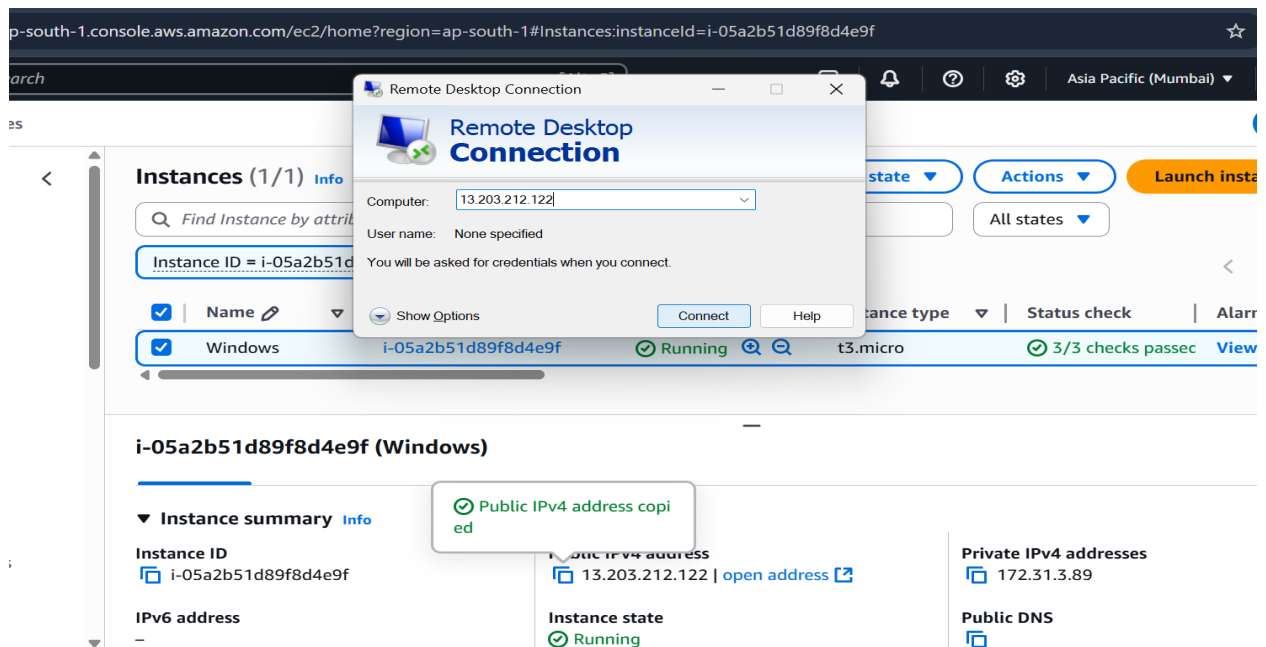 p-south-1.console.aws.amazon.com/ec2/home?region=ap-south-1#Instances:instanceId=i-05a2b51d89f8d4e9f
arch
Asia Pacific (Mumbai)
es
Remote Desktop Connection
Remote Desktop
Connection
Computer: 13.203.212.122
User name: None specified
You will be asked for credentials when you connect.
Show Options Connect Help
Instances (1/1) Info
state Actions Launch insta
Find Instance by attrib
All states
Instance ID = i-05a2b51d
Name tance type Status check Alarr
Windows i-05a2b51d89f8d4e9f Running t3.micro 3/3 checks passec View
i-05a2b51d89f8d4e9f (Windows)
Public IPv4 address copi
ed
Instance summary Info
Instance ID Public IPv4 address Private IPv4 addresses
i-05a2b51d89f8d4e9f 13.203.212.122 | open address 172.31.3.89
IPv6 address Instance state Public DNS
– Running